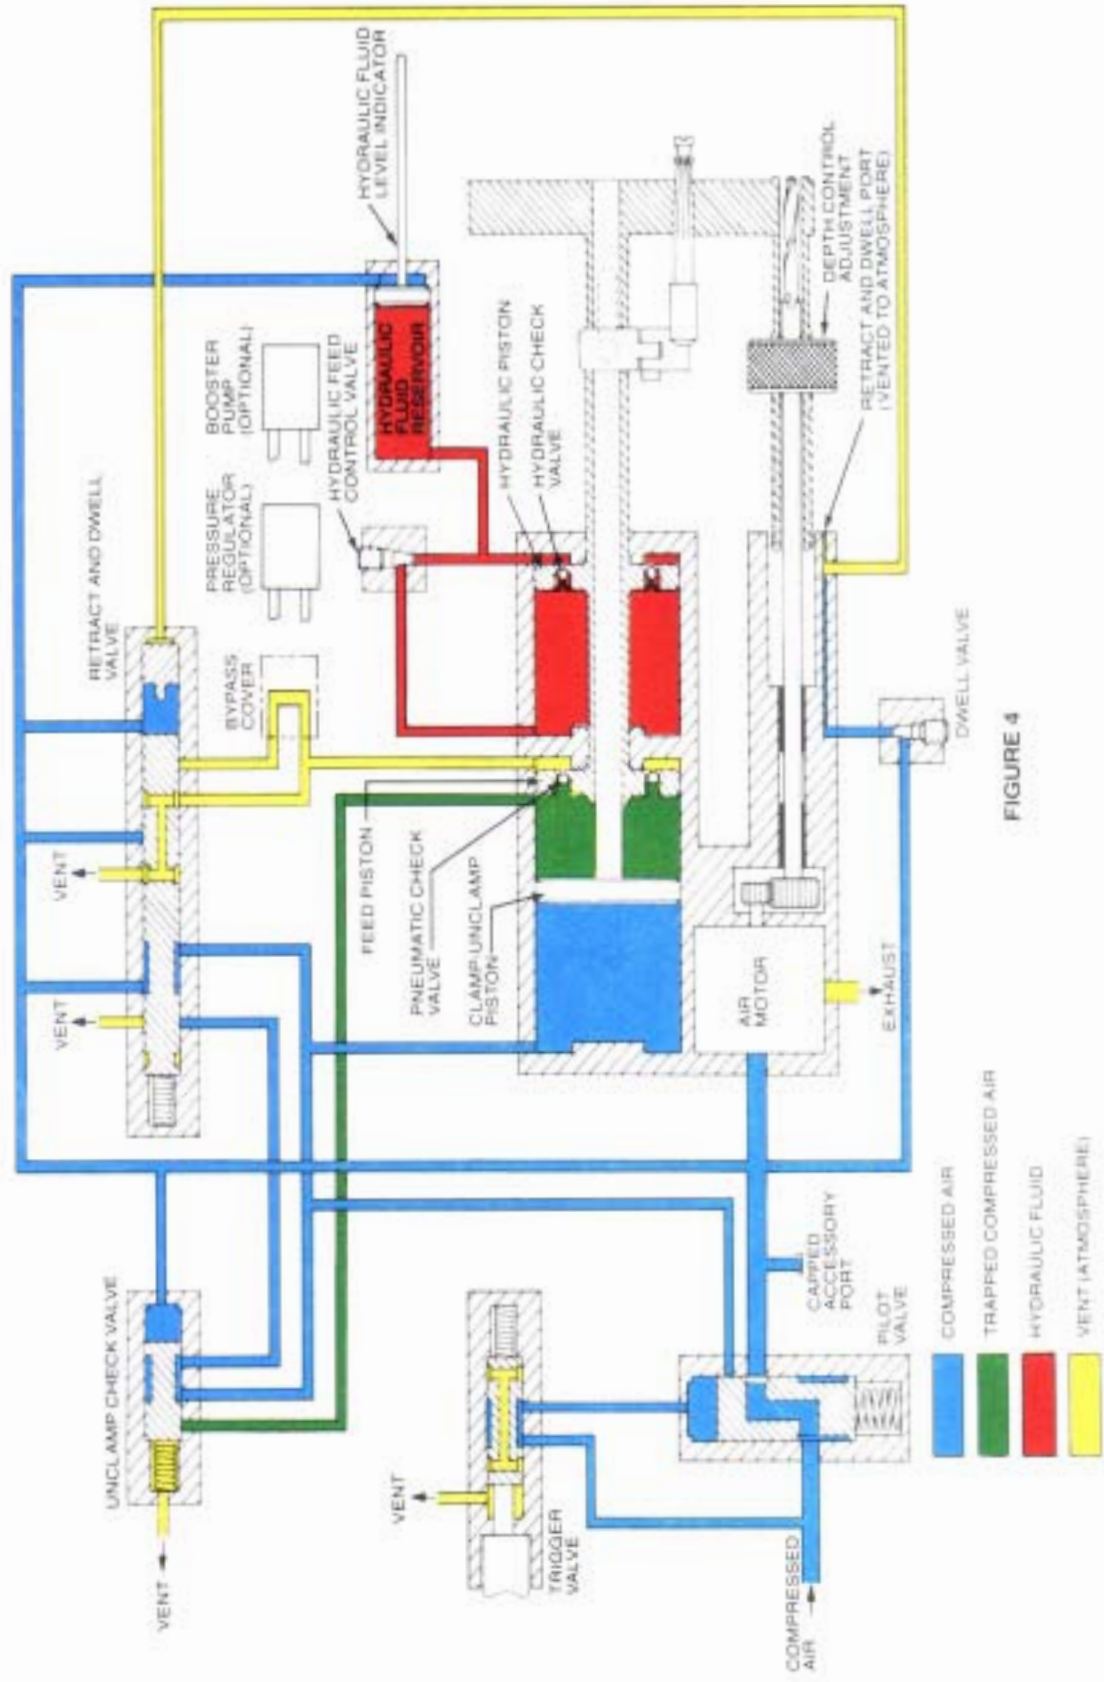 HYDRAULIC FLUID
LEVEL INDICATOR
BOOSTER
PUMP
(OPTIONAL)
HYDRAULIC
FLUID
RESERVOIR
RETRACT AND DWELL
VALVE
PRESSURE
REGULATOR
(OPTIONAL)
HYDRAULIC FEED
CONTROL VALVE
BYPASS
COVER
HYDRAULIC PISTON
HYDRAULIC CHECK
VALVE
DEPTH CONTROL
ADJUSTMENT
RETRACT AND DWELL PORT
(VENTED TO ATMOSPHERE)
VENT
VENT
FEED PISTON
PNEUMATIC CHECK
VALVE
CLAMP-UNCLAMP
PISTON
AIR
MOTOR
EXHAUST
DWELL VALVE
UNCLAMP CHECK VALVE
VENT
VENT
TRIGGER
VALVE
CAPPED
ACCESSORY
PORT
PILOT
VALVE
COMPRESSED
AIR
COMPRESSED AIR
TRAPPED COMPRESSED AIR
HYDRAULIC FLUID
VENT (ATMOSPHERE)
FIGURE 4